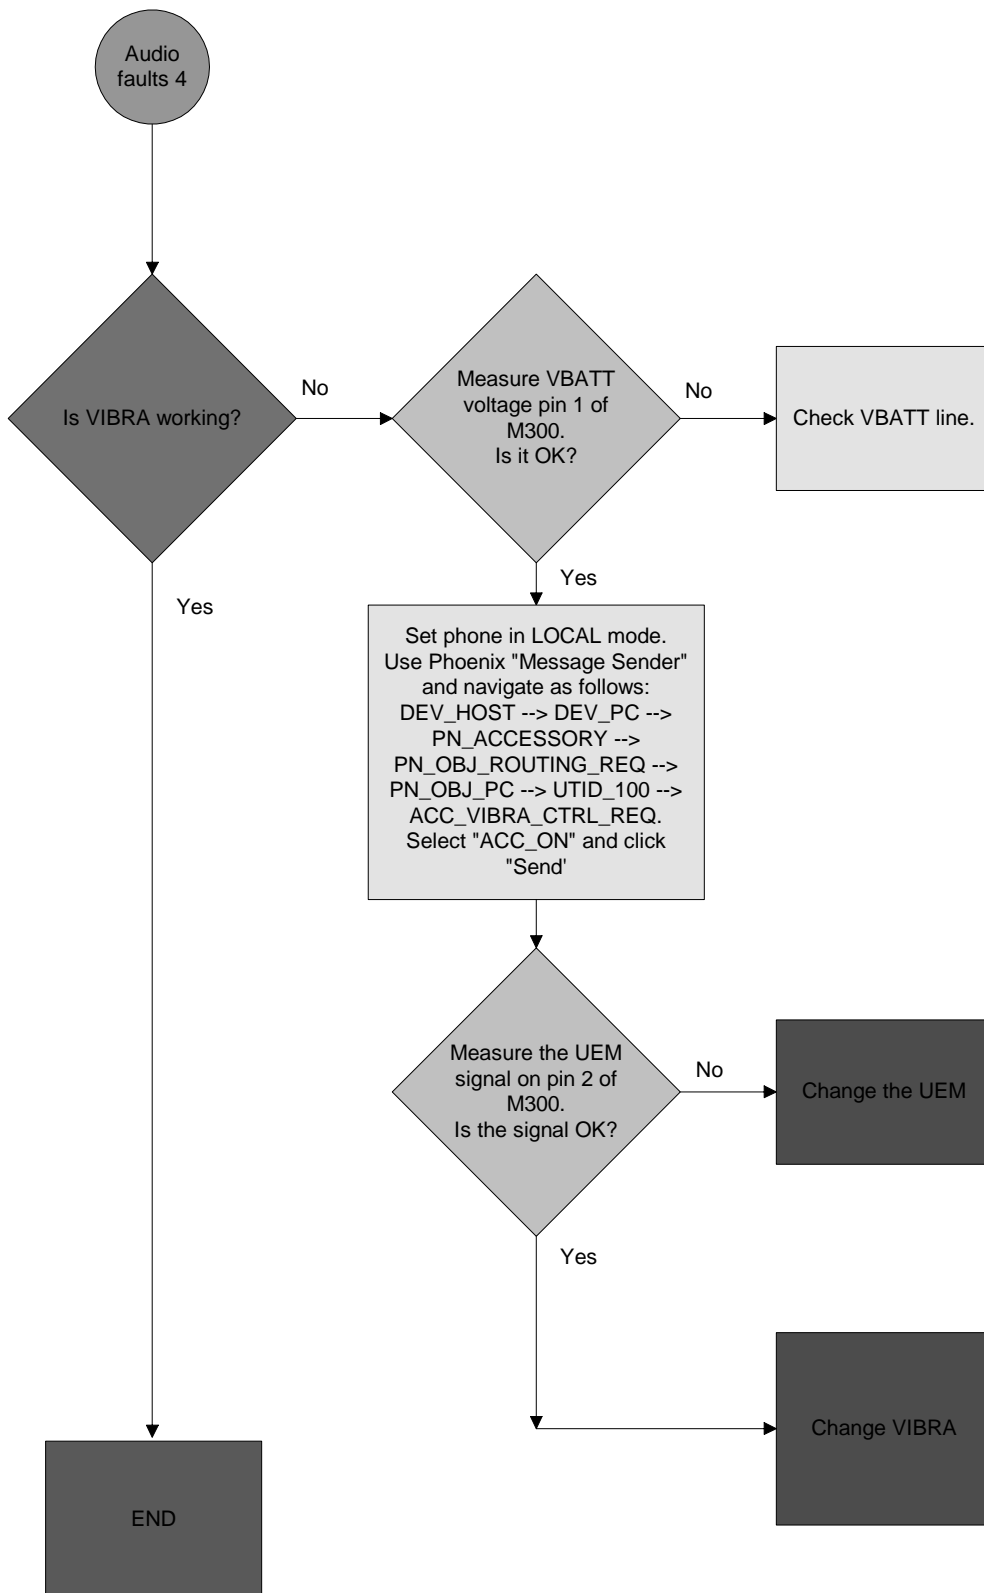 Audio
faults 4
Is VIBRA working?
No
Measure VBATT
voltage pin 1 of
M300.
Is it OK?
No
Check VBATT line.
Yes
Yes
Set phone in LOCAL mode.
Use Phoenix "Message Sender"
and navigate as follows:
DEV_HOST --> DEV_PC -->
PN_ACCESSORY -->
PN_OBJ_ROUTING_REQ -->
PN_OBJ_PC --> UTID_100 -->
ACC_VIBRA_CTRL_REQ.
Select "ACC_ON" and click
"Send'
Measure the UEM
signal on pin 2 of
M300.
Is the signal OK?
No
Change the UEM
Yes
Change VIBRA
END